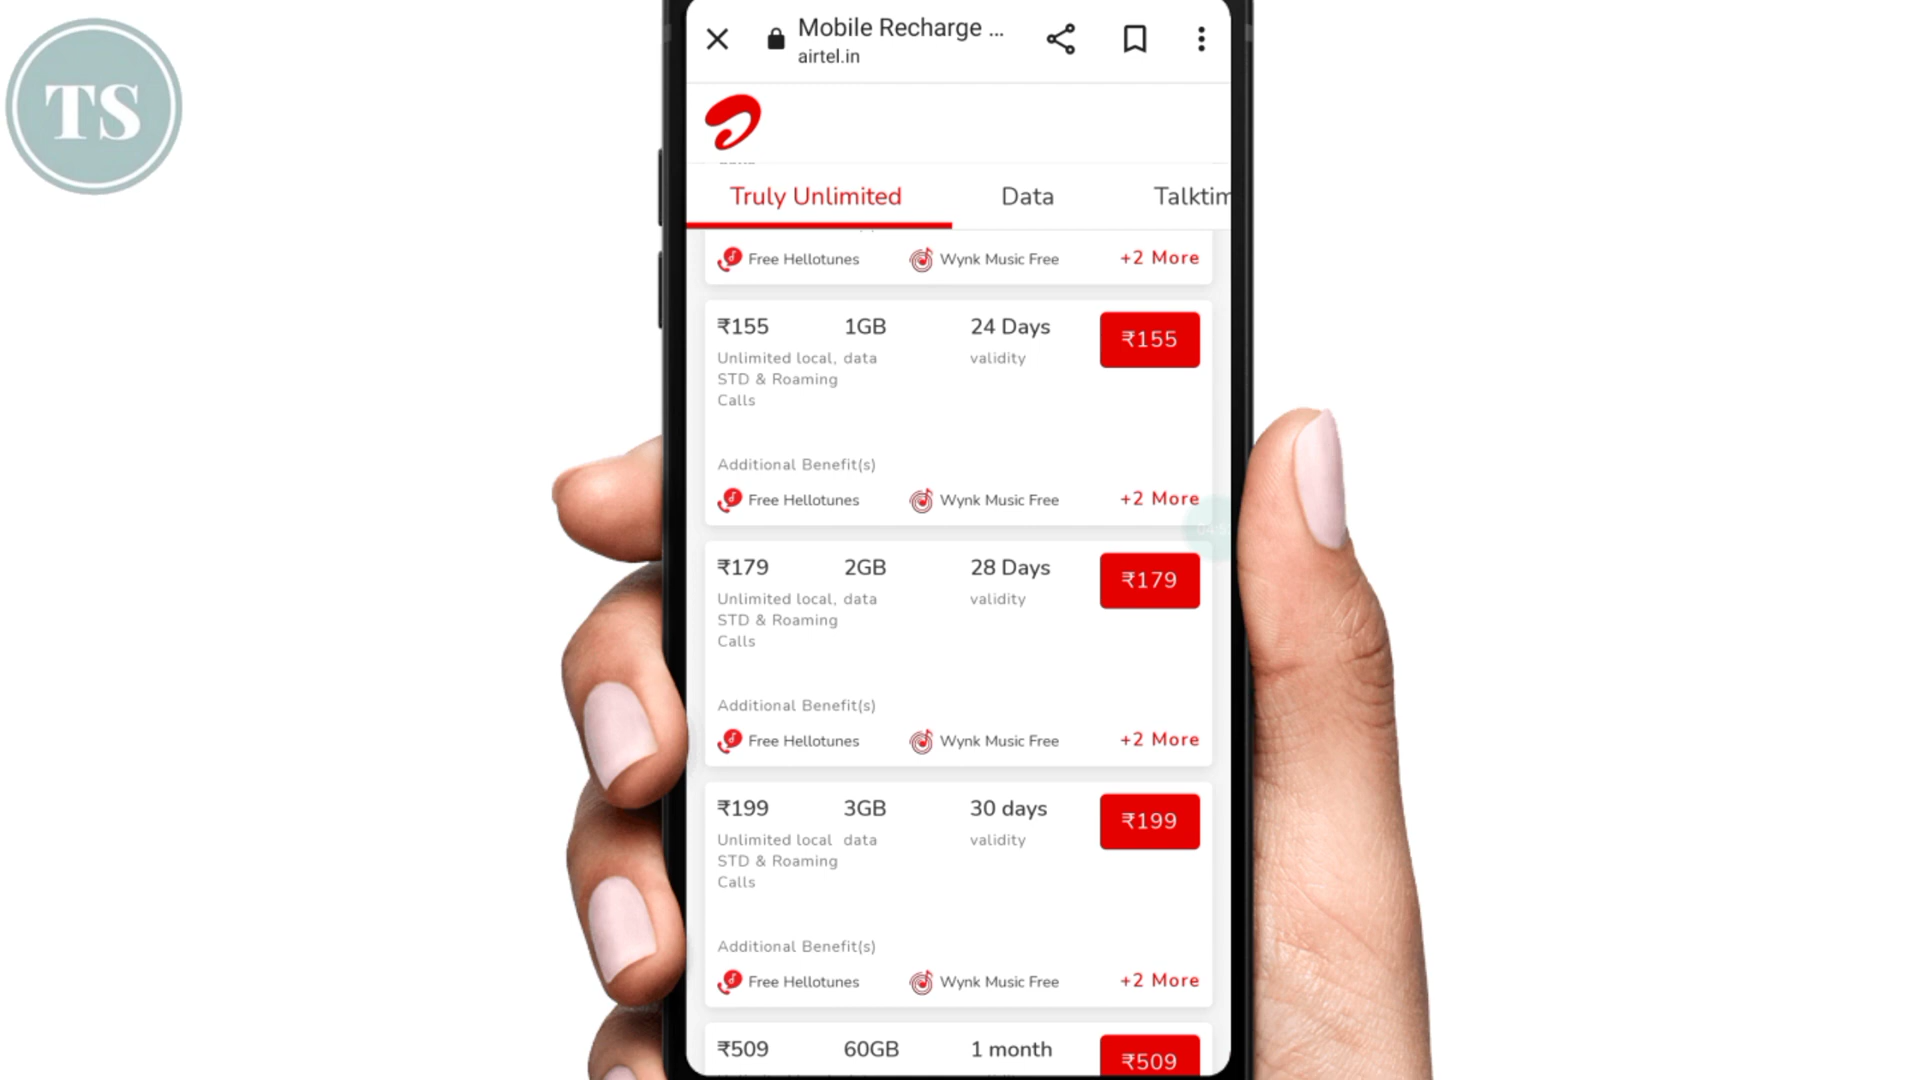 TS
Mobile Recharge ...
airtel.in
Truly Unlimited
Data
Talktim
Free Hellotunes
Wynk Music Free
+2 More
₹155
1GB
24 Days
₹155
Unlimited local, data
validity
STD & Roaming
Calls
Additional Benefit(s)
Free Hellotunes
Wynk Music Free
+2 More
₹179
2GB
28 Days
₹179
Unlimited local, data
validity
STD & Roaming
Calls
Additional Benefit(s)
Free Hellotunes
Wynk Music Free
+2 More
₹199
3GB
30 days
₹199
Unlimited local data
validity
STD & Roaming
Calls
Additional Benefit(s)
Free Hellotunes
Wynk Music Free
+2 More
₹509
60GB
1 month
₹509